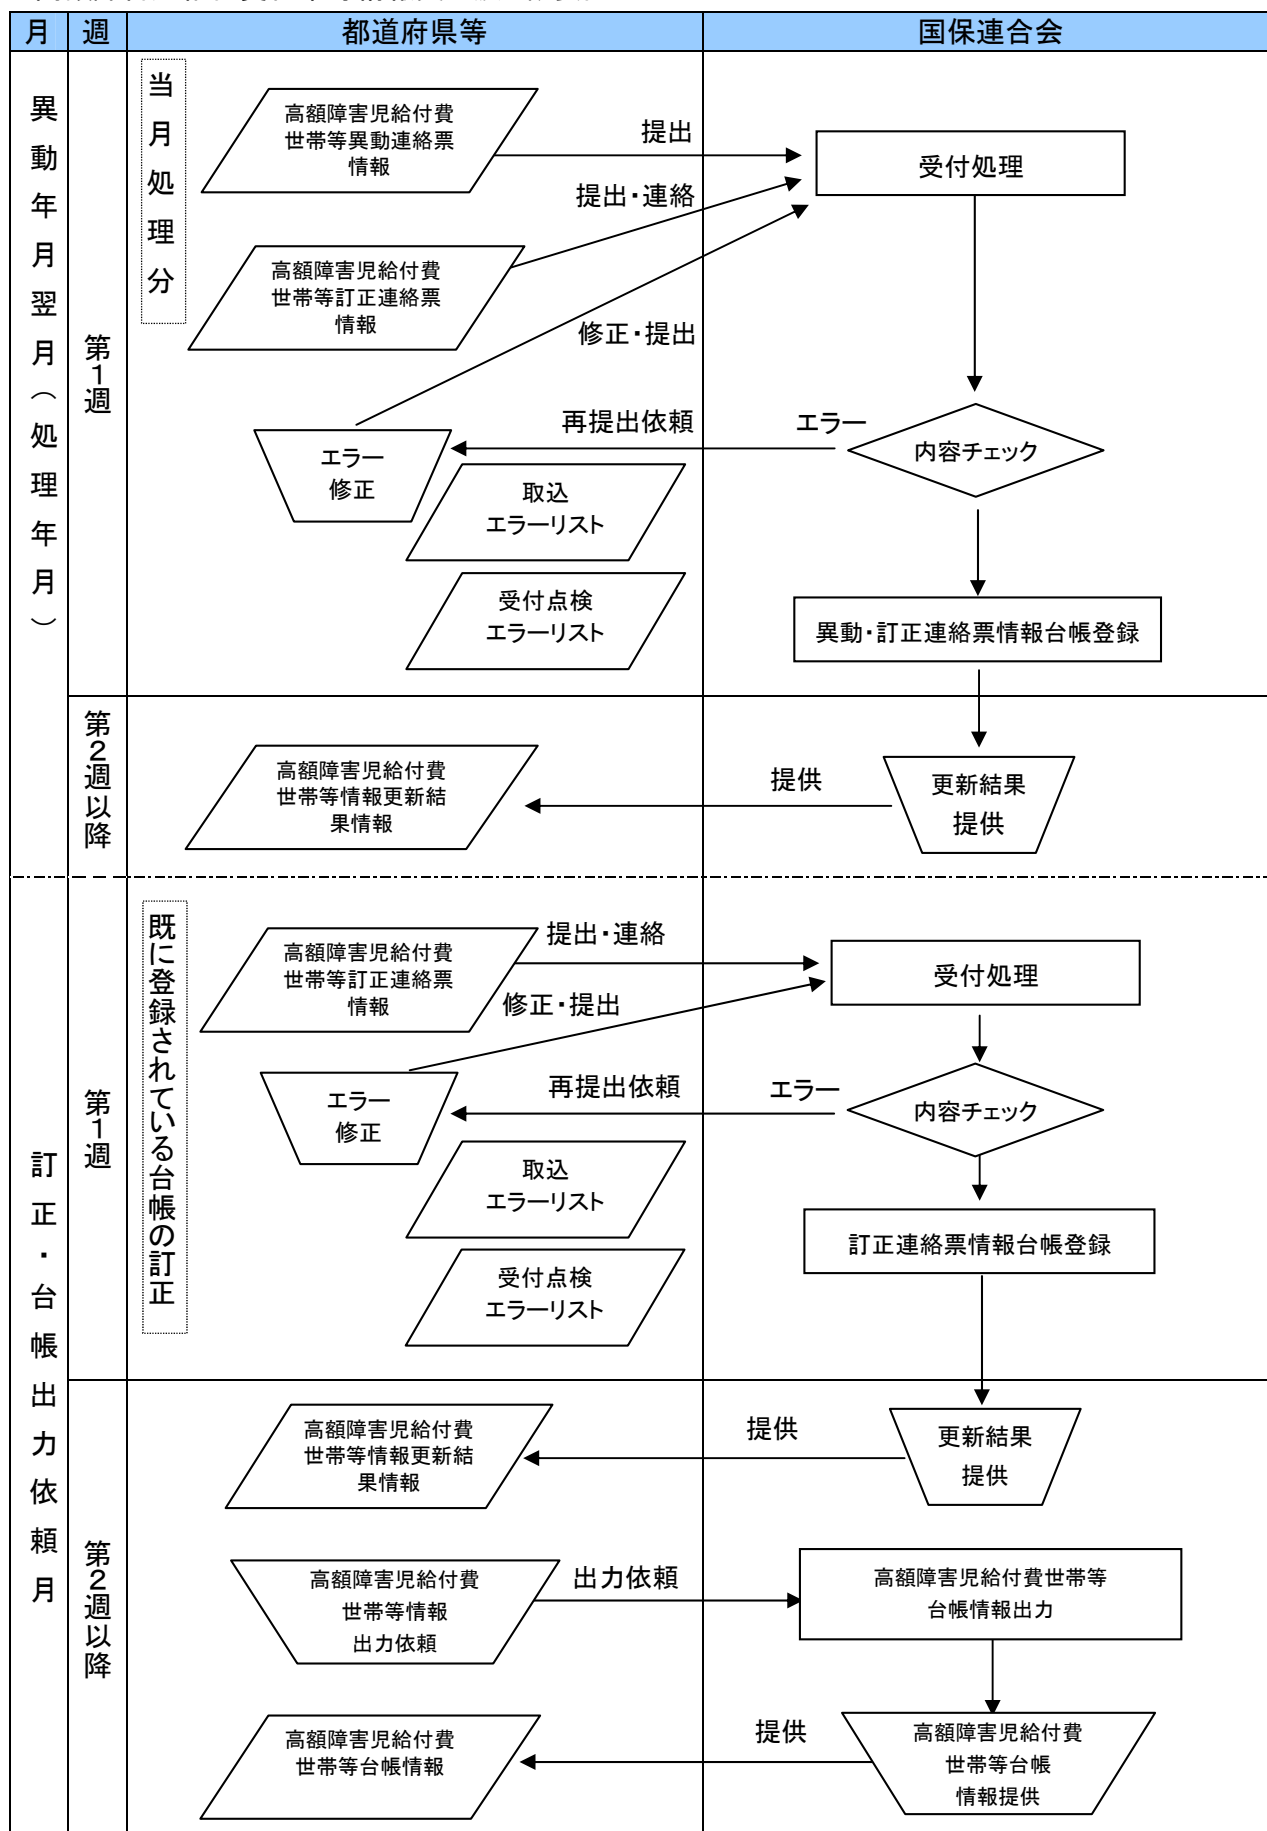 月
週
都道府県等
国保連合会
異動年月翌月（処理年月）
第1週
当月処理分
高額障害児給付費
世帯等異動連絡票
情報
提出
受付処理
提出・連絡
高額障害児給付費
世帯等訂正連絡票
情報
修正・提出
再提出依頼
エラー
内容チェック
エラー
修正
取込
エラーリスト
受付点検
エラーリスト
異動・訂正連絡票情報台帳登録
第2週以降
高額障害児給付費
世帯等情報更新結
果情報
提供
更新結果
提供
訂正・台帳出力依頼月
第1週
既に登録されている台帳の訂正
高額障害児給付費
世帯等訂正連絡票
情報
提出・連絡
受付処理
修正・提出
エラー
修正
再提出依頼
エラー
内容チェック
取込
エラーリスト
訂正連絡票情報台帳登録
受付点検
エラーリスト
第2週以降
高額障害児給付費
世帯等情報更新結
果情報
提供
更新結果
提供
高額障害児給付費
世帯等情報
出力依頼
出力依頼
高額障害児給付費世帯等
台帳情報出力
高額障害児給付費
世帯等台帳情報
提供
高額障害児給付費
世帯等台帳
情報提供